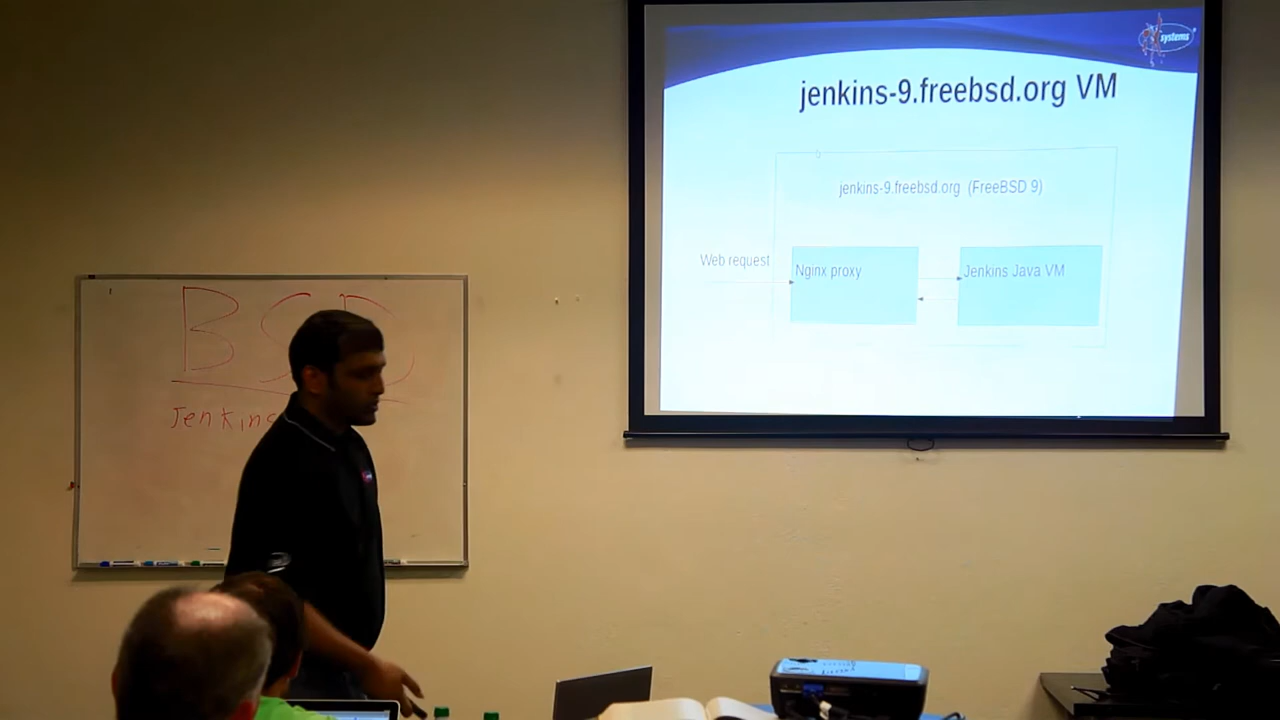 systems
jenkins-9.freebsd.org VM
jenkins-9.freebsd.org (FreeBSD 9)
Web request
Nginx proxy
Jenkins Java VM
BSD
Jenkins